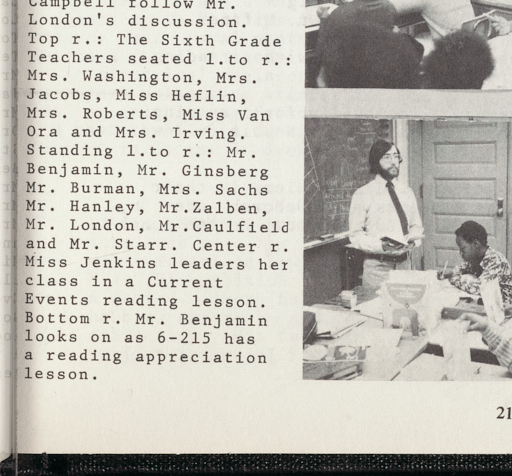 Campbell follow Mr.
London's discussion.
Top r.: The Sixth Grade
Teachers seated l.to r.:
Mrs. Washington, Mrs.
Jacobs, Miss Heflin,
Mrs. Roberts, Miss Van
Ora and Mrs. Irving.
Standing l.to r.: Mr.
Benjamin, Mr. Ginsberg
Mr. Burman, Mrs. Sachs
Mr. Hanley, Mr.Zalben,
Mr. London, Mr.Caulfield
and Mr. Starr. Center r.
Miss Jenkins leaders her
class in a Current
Events reading lesson.
Bottom r. Mr. Benjamin
looks on as 6-215 has
a reading appreciation
lesson.
21